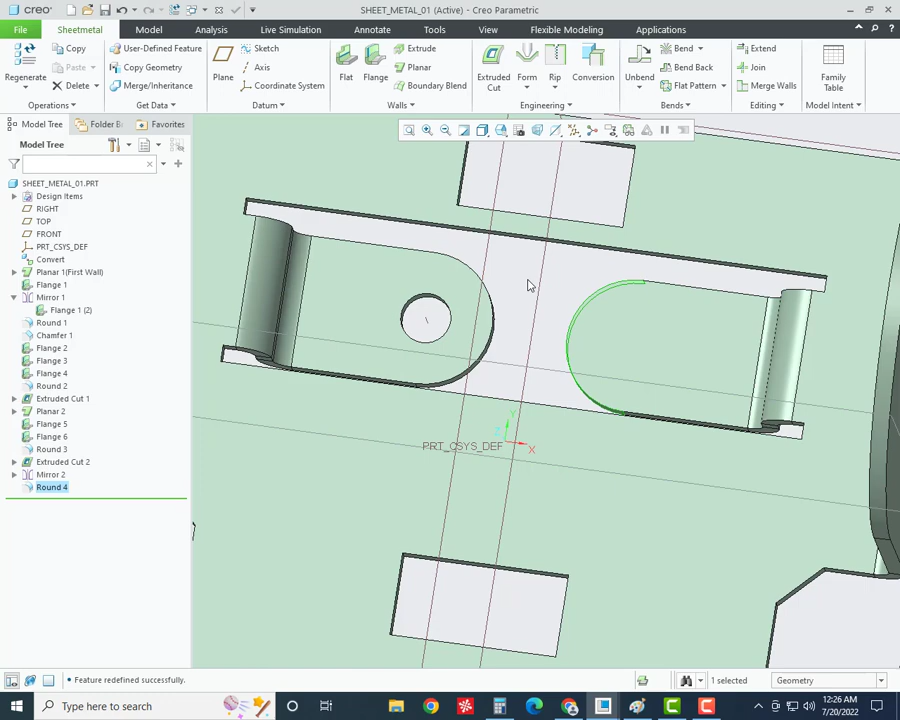 creo
SHEET_METAL_01 (Active) - Creo Parametric
File
Sheetmetal
Model
Analysis
Live Simulation
Annotate
Tools
View
Flexible Modeling
Applications
Regenerate
Copy
Paste
Delete
Operations
User-Defined Feature
Copy Geometry
Merge/Inheritance
Get Data
Plane
Sketch
Axis
Coordinate System
Datum
Flat
Flange
Extrude
Planar
Boundary Blend
Walls
Extruded
Cut
Form
Rip
Conversion
Engineering
Unbend
Bend
Bend Back
Flat Pattern
Bends
Extend
Join
Merge Walls
Editing
Family
Table
Model Intent
Model Tree
Folder B
Favorites
Model Tree
SHEET_METAL_01.PRT
Design Items
RIGHT
TOP
FRONT
PRT_CSYS_DEF
Convert
Planar 1(First Wall)
Flange 1
Mirror 1
Flange 1 (2)
Round 1
Chamfer 1
Flange 2
Flange 3
Flange 4
Round 2
Extruded Cut 1
Planar 2
Flange 5
Flange 6
Round 3
Extruded Cut 2
Mirror 2
Round 4
Y
Z
X
PRT_CSYS_DEF
• Feature redefined successfully.
1 selected
Geometry
Type here to search
12:26 AM
7/20/2022